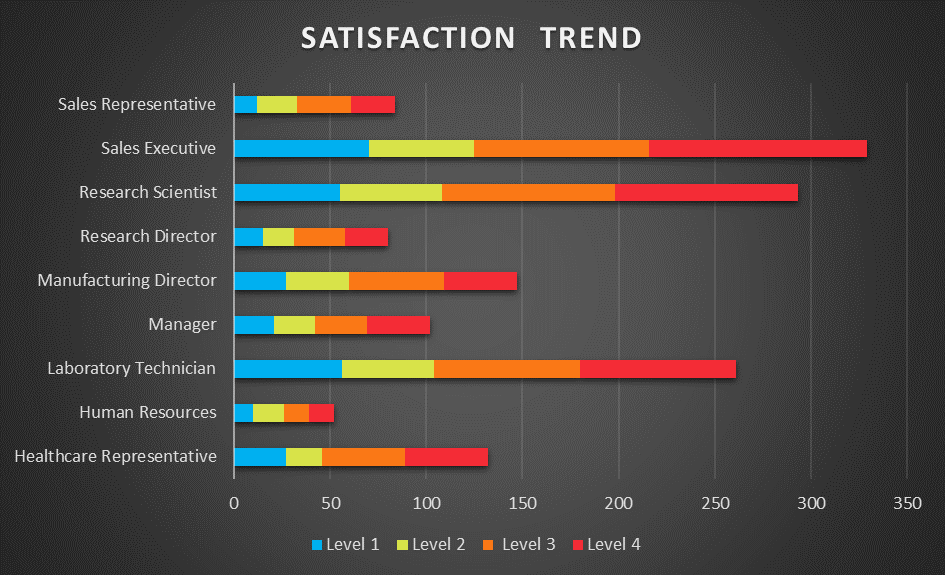 SATISFACTION TREND
Sales Representative
Sales Executive
Research Scientist
Research Director
Manufacturing Director
Manager
Laboratory Technician
Human Resources
Healthcare Representative
0 50 100 150 200 250 300 350
Level 1 Level 2 Level 3 Level 4